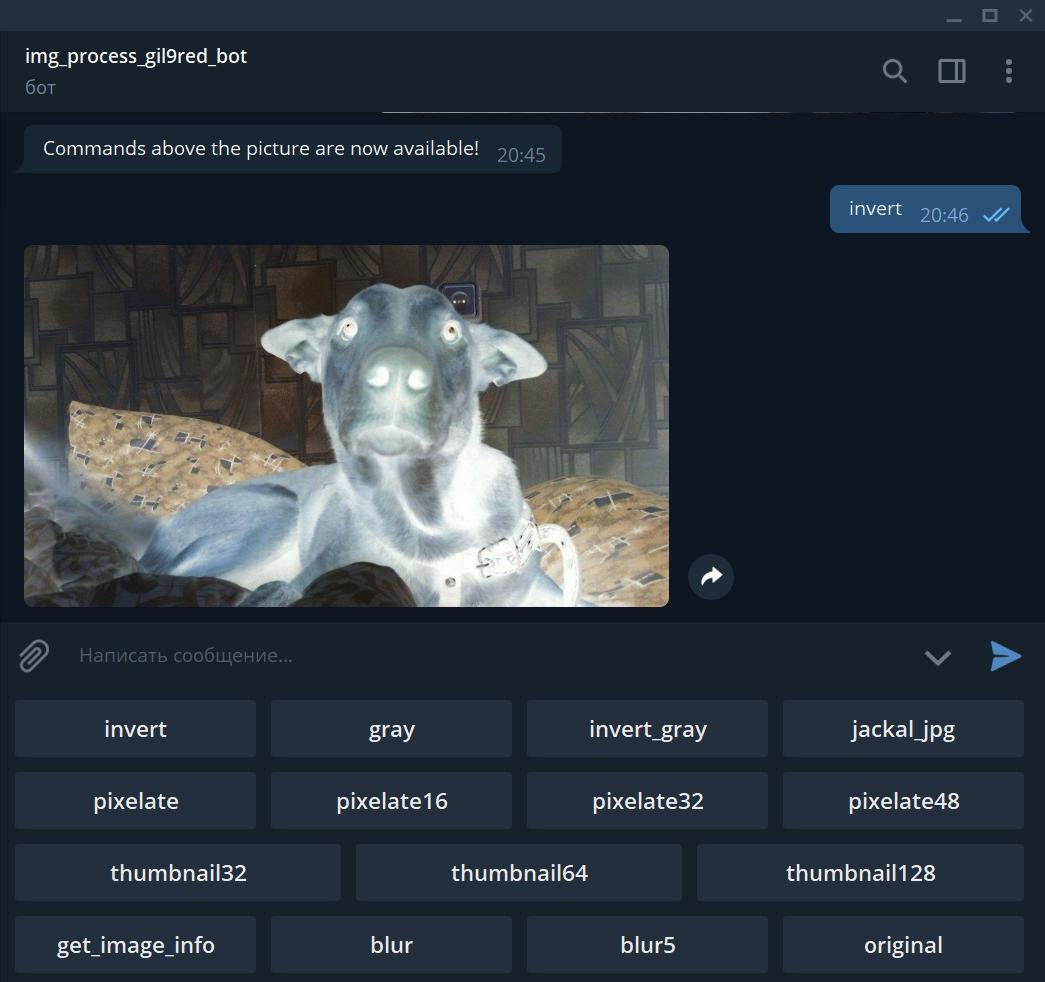 img_process_gil9red_bot
бот
Commands above the picture are now available! 20:45
invert 20:46
Написать сообщение...
invert gray invert_gray jackal_jpg
pixelate pixelate16 pixelate32 pixelate48
thumbnail32 thumbnail64 thumbnail128
get_image_info blur blur5 original